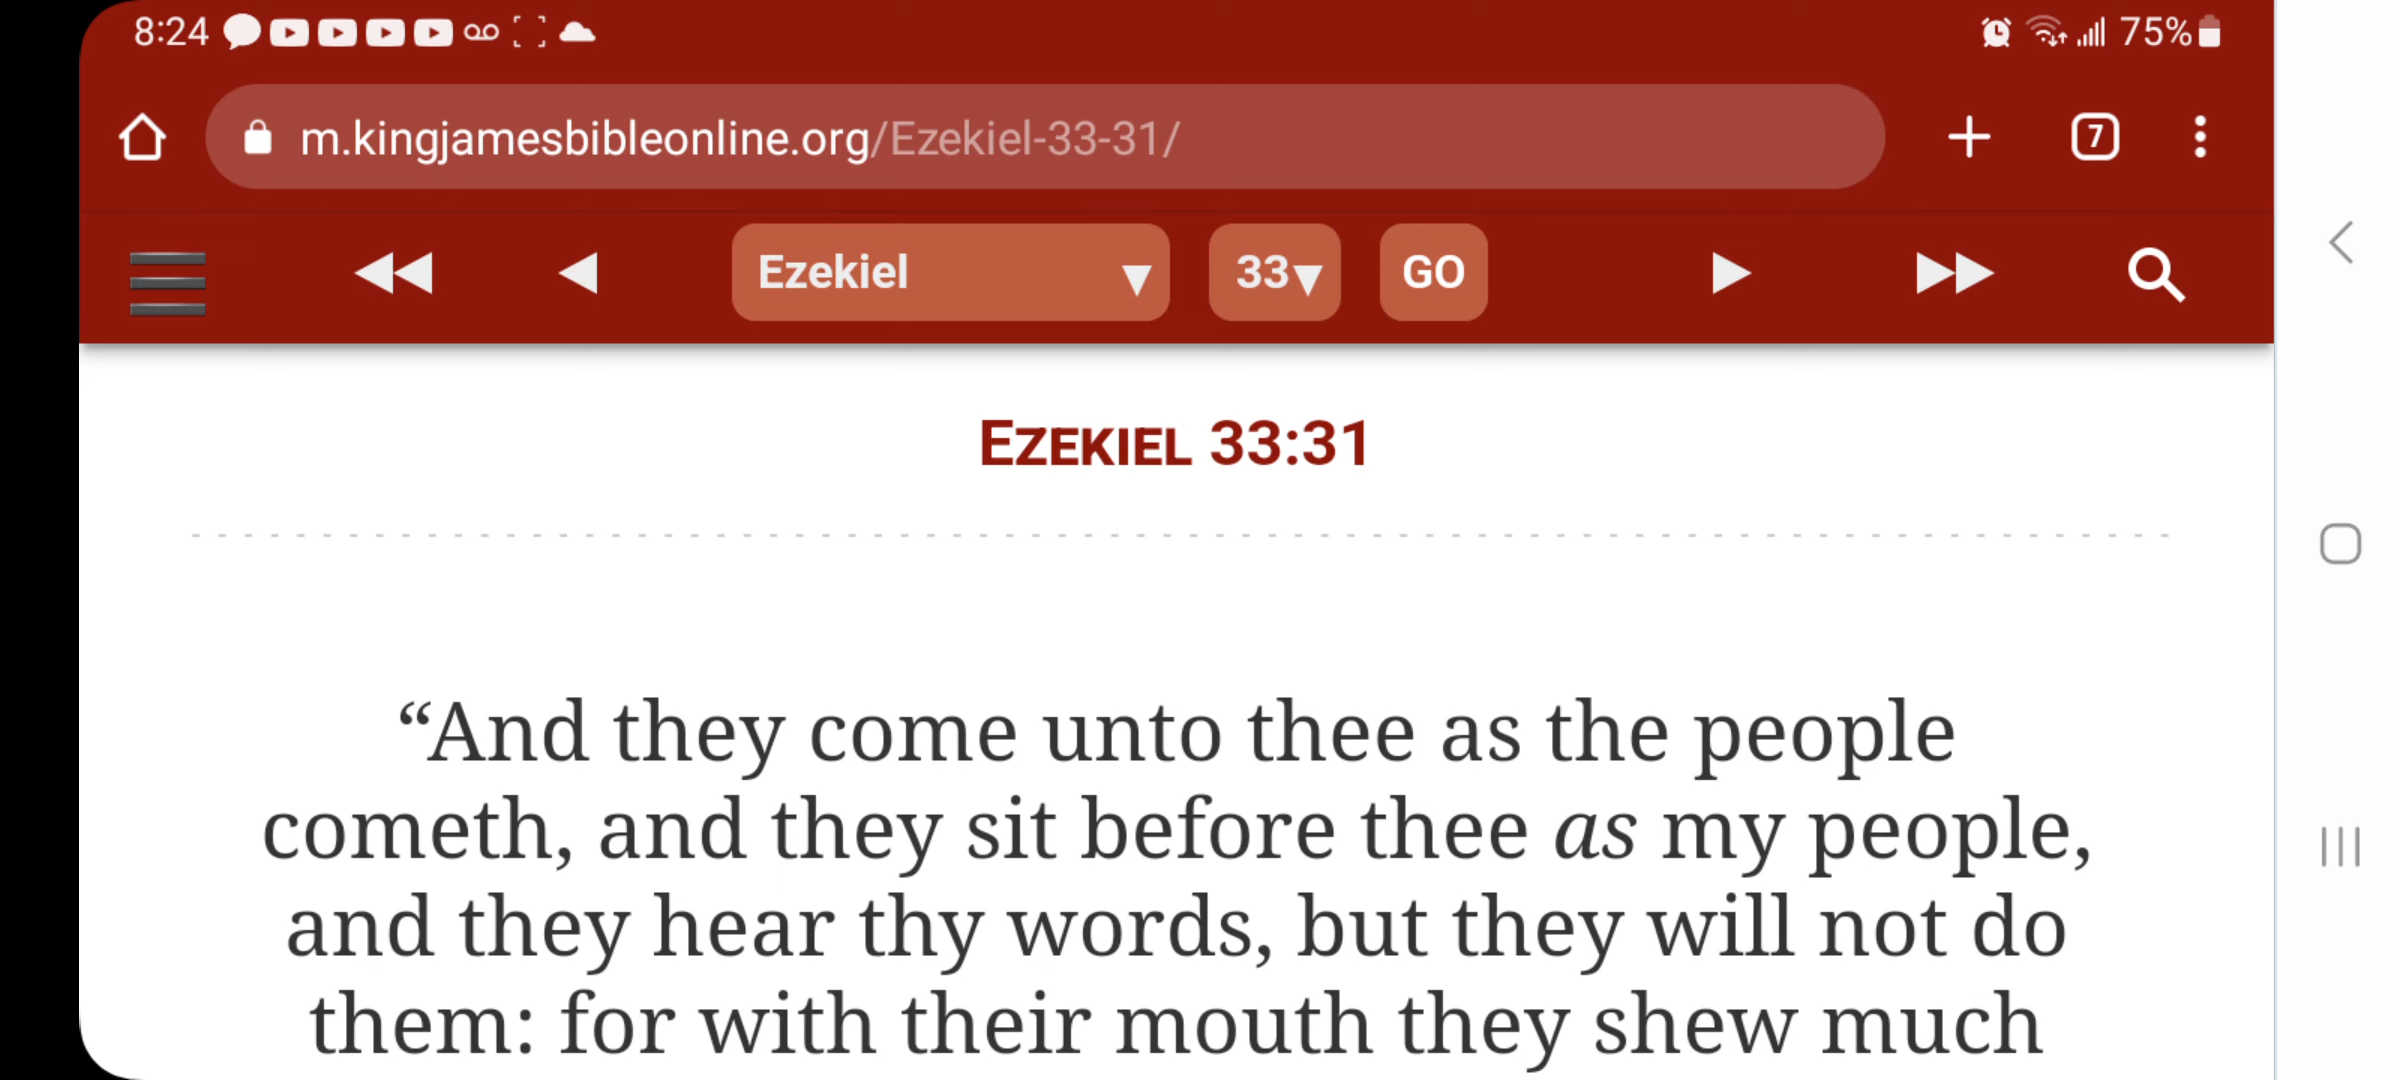 8:24
75%
m.kingjamesbibleonline.org/Ezekiel-33-31/
7
Ezekiel
33
GO
EZEKIEL 33:31
“And they come unto thee as the people
cometh, and they sit before thee as my people,
and they hear thy words, but they will not do
them: for with their mouth they shew much